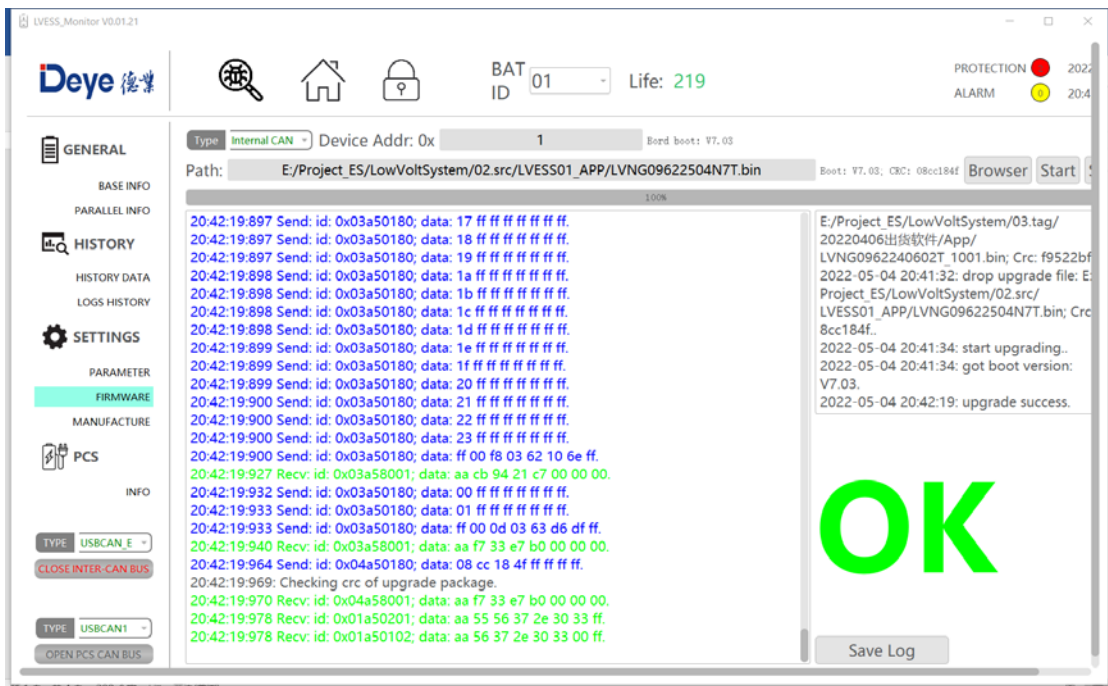 LVESS_Monitor V0.01.21
Deye 德業
BAT ID 01
Life: 219
PROTECTION 2022
ALARM 0 20:4
GENERAL
BASE INFO
PARALLEL INFO
HISTORY
HISTORY DATA
LOGS HISTORY
SETTINGS
PARAMETER
FIRMWARE
MANUFACTURE
PCS
INFO
TYPE USBCAN_E
CLOSE INTER-CAN BUS
TYPE USBCAN1
OPEN PCS CAN BUS
Type Internal CAN Device Addr: 0x 1 Bord boot: V7.03
Path: E:/Project_ES/LowVoltSystem/02.src/LVESS01_APP/LVNG09622504N7T.bin Boot: V7.03; CRC: 08cc184f Browser Start S
100%
20:42:19:897 Send: id: 0x03a50180; data: 17 ff ff ff ff ff ff ff.
20:42:19:897 Send: id: 0x03a50180; data: 18 ff ff ff ff ff ff ff.
20:42:19:897 Send: id: 0x03a50180; data: 19 ff ff ff ff ff ff ff.
20:42:19:898 Send: id: 0x03a50180; data: 1a ff ff ff ff ff ff ff.
20:42:19:898 Send: id: 0x03a50180; data: 1b ff ff ff ff ff ff ff.
20:42:19:898 Send: id: 0x03a50180; data: 1c ff ff ff ff ff ff ff.
20:42:19:898 Send: id: 0x03a50180; data: 1d ff ff ff ff ff ff ff.
20:42:19:899 Send: id: 0x03a50180; data: 1e ff ff ff ff ff ff ff.
20:42:19:899 Send: id: 0x03a50180; data: 1f ff ff ff ff ff ff ff.
20:42:19:899 Send: id: 0x03a50180; data: 20 ff ff ff ff ff ff ff.
20:42:19:900 Send: id: 0x03a50180; data: 21 ff ff ff ff ff ff ff.
20:42:19:900 Send: id: 0x03a50180; data: 22 ff ff ff ff ff ff ff.
20:42:19:900 Send: id: 0x03a50180; data: 23 ff ff ff ff ff ff ff.
20:42:19:900 Send: id: 0x03a50180; data: ff 00 f8 03 62 10 6e ff.
20:42:19:927 Recv: id: 0x03a58001; data: aa cb 94 21 c7 00 00 00.
20:42:19:932 Send: id: 0x03a50180; data: 00 ff ff ff ff ff ff ff.
20:42:19:933 Send: id: 0x03a50180; data: 01 ff ff ff ff ff ff ff.
20:42:19:933 Send: id: 0x03a50180; data: ff 00 0d 03 63 d6 df ff.
20:42:19:940 Recv: id: 0x03a58001; data: aa f7 33 e7 b0 00 00 00.
20:42:19:964 Send: id: 0x04a50180; data: 08 cc 18 4f ff ff ff ff.
20:42:19:969: Checking crc of upgrade package.
20:42:19:970 Recv: id: 0x04a58001; data: aa f7 33 e7 b0 00 00 00.
20:42:19:978 Recv: id: 0x01a50201; data: aa 55 56 37 2e 30 33 ff.
20:42:19:978 Recv: id: 0x01a50102; data: aa 56 37 2e 30 33 00 ff.
E:/Project_ES/LowVoltSystem/03.tag/
20220406出货软件/App/
LVNG0962240602T_1001.bin; Crc: f9522bf
2022-05-04 20:41:32: drop upgrade file: E:
Project_ES/LowVoltSystem/02.src/
LVESS01_APP/LVNG09622504N7T.bin; Crc
8cc184f..
2022-05-04 20:41:34: start upgrading..
2022-05-04 20:41:34: got boot version:
V7.03.
2022-05-04 20:42:19: upgrade success.
OK
Save Log